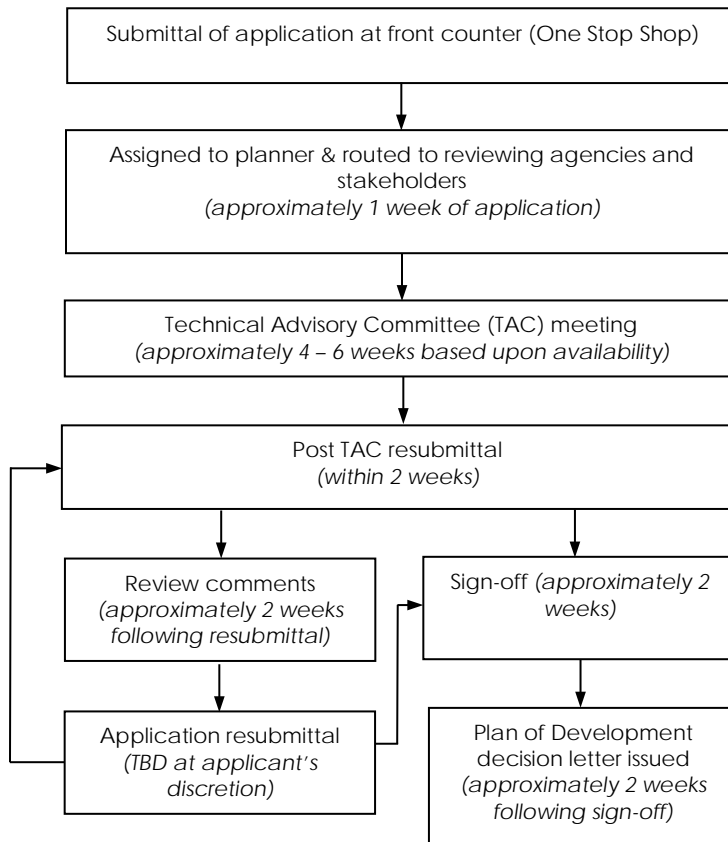 Submittal of application at front counter (One Stop Shop)
Assigned to planner & routed to reviewing agencies and
stakeholders
(approximately 1 week of application)
Technical Advisory Committee (TAC) meeting
(approximately 4 – 6 weeks based upon availability)
Post TAC resubmittal
(within 2 weeks)
Review comments
(approximately 2 weeks
following resubmittal)
Sign-off (approximately 2
weeks)
Application resubmittal
(TBD at applicant's
discretion)
Plan of Development
decision letter issued
(approximately 2 weeks
following sign-off)